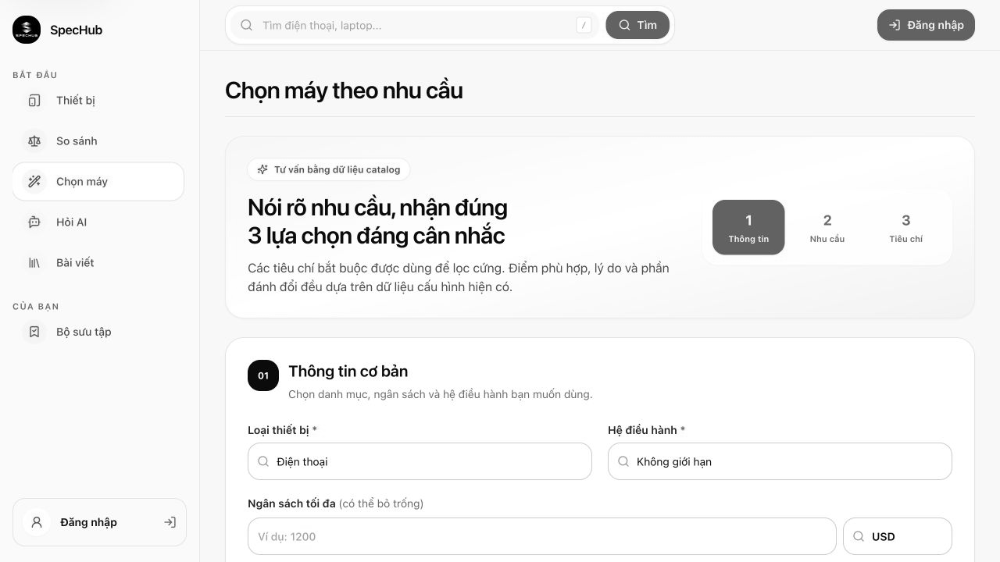 SpecHub
BẮT ĐẦU
Thiết bị
So sánh
Chọn máy
Hỏi AI
Bài viết
CỦA BẠN
Bộ sưu tập
Đăng nhập
Tìm điện thoại, laptop...
/
Tìm
Đăng nhập
Chọn máy theo nhu cầu
Tư vấn bằng dữ liệu catalog
Nói rõ nhu cầu, nhận đúng
3 lựa chọn đáng cân nhắc
Các tiêu chí bắt buộc được dùng để lọc cứng. Điểm phù hợp, lý do và phần
đánh đổi đều dựa trên dữ liệu cấu hình hiện có.
1
Thông tin
2
Nhu cầu
3
Tiêu chí
01
Thông tin cơ bản
Chọn danh mục, ngân sách và hệ điều hành bạn muốn dùng.
Loại thiết bị *
Điện thoại
Hệ điều hành *
Không giới hạn
Ngân sách tối đa (có thể bỏ trống)
Ví dụ: 1200
USD